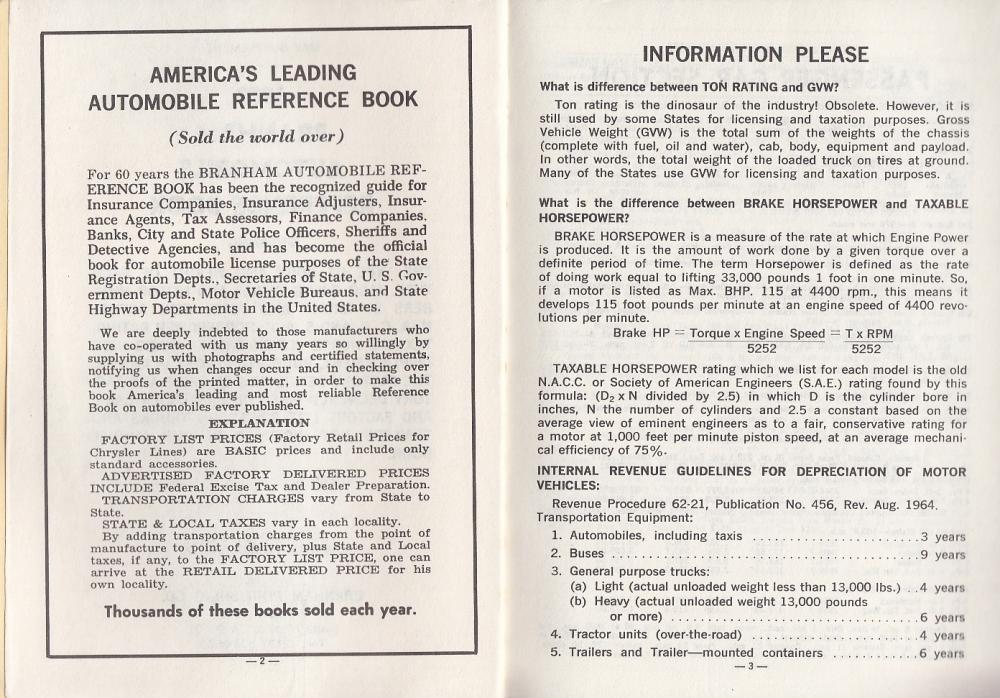 AMERICA'S LEADING
AUTOMOBILE REFERENCE BOOK
(Sold the world over)
For 60 years the BRANHAM AUTOMOBILE REF-
ERENCE BOOK has been the recognized guide for
Insurance Companies, Insurance Adjusters, Insur-
ance Agents, Tax Assessors, Finance Companies.
Banks, City and State Police Officers, Sheriffs and
Detective Agencies, and has become the official
book for automobile license purposes of the State
Registration Depts., Secretaries of State, U. S. Gov-
ernment Depts., Motor Vehicle Bureaus, and State
Highway Departments in the United States.
We are deeply indebted to those manufacturers who
have co-operated with us many years so willingly by
supplying us with photographs and certified statements,
notifying us when changes occur and in checking over
the proofs of the printed matter, in order to make this
book America's leading and most reliable Reference
Book on automobiles ever published.
EXPLANATION
FACTORY LIST PRICES (Factory Retail Prices for
Chrysler Lines) are BASIC prices and include only
standard accessories.
ADVERTISED FACTORY DELIVERED PRICES
INCLUDE Federal Excise Tax and Dealer Preparation.
TRANSPORTATION CHARGES vary from State to
State.
STATE & LOCAL TAXES vary in each locality.
By adding transportation charges from the point of
manufacture to point of delivery, plus State and Local
taxes, if any, to the FACTORY LIST PRICE, one can
arrive at the RETAIL DELIVERED PRICE for his
own locality.
Thousands of these books sold each year.
—2—
INFORMATION PLEASE
What is difference between TON RATING and GVW?
Ton rating is the dinosaur of the industry! Obsolete. However, it is
still used by some States for licensing and taxation purposes. Gross
Vehicle Weight (GVW) is the total sum of the weights of the chassis
(complete with fuel, oil and water), cab, body, equipment and payload.
In other words, the total weight of the loaded truck on tires at ground.
Many of the States use GVW for licensing and taxation purposes.
What is the difference between BRAKE HORSEPOWER and TAXABLE
HORSEPOWER?
BRAKE HORSEPOWER is a measure of the rate at which Engine Power
is produced. It is the amount of work done by a given torque over a
definite period of time. The term Horsepower is defined as the rate
of doing work equal to lifting 33,000 pounds 1 foot in one minute. So,
if a motor is listed as Max. BHP. 115 at 4400 rpm., this means it
develops 115 foot pounds per minute at an engine speed of 4400 revo-
lutions per minute.
Brake HP = Torque x Engine Speed = T x RPM
5252 5252
TAXABLE HORSEPOWER rating which we list for each model is the old
N.A.C.C. or Society of American Engineers (S.A.E.) rating found by this
formula: (D2 x N divided by 2.5) in which D is the cylinder bore in
inches, N the number of cylinders and 2.5 a constant based on the
average view of eminent engineers as to a fair, conservative rating for
a motor at 1,000 feet per minute piston speed, at an average mechani-
cal efficiency of 75%.
INTERNAL REVENUE GUIDELINES FOR DEPRECIATION OF MOTOR
VEHICLES:
Revenue Procedure 62-21, Publication No. 456, Rev. Aug. 1964.
Transportation Equipment:
1. Automobiles, including taxis ........................3 years
2. Buses .............................................9 years
3. General purpose trucks:
(a) Light (actual unloaded weight less than 13,000 lbs.) ..4 years
(b) Heavy (actual unloaded weight 13,000 pounds
or more) ....................................6 years
4. Tractor units (over-the-road) ........................4 years
5. Trailers and Trailer—mounted containers ............6 years
—3—